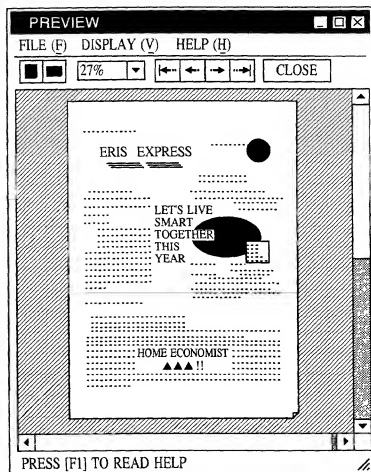 PREVIEW
FILE (F) DISPLAY (V) HELP (H)
27% CLOSE
ERIS EXPRESS
LET'S LIVE
SMART
TOGETHER
THIS
YEAR
HOME ECONOMIST
▲▲▲ !!
PRESS [F1] TO READ HELP